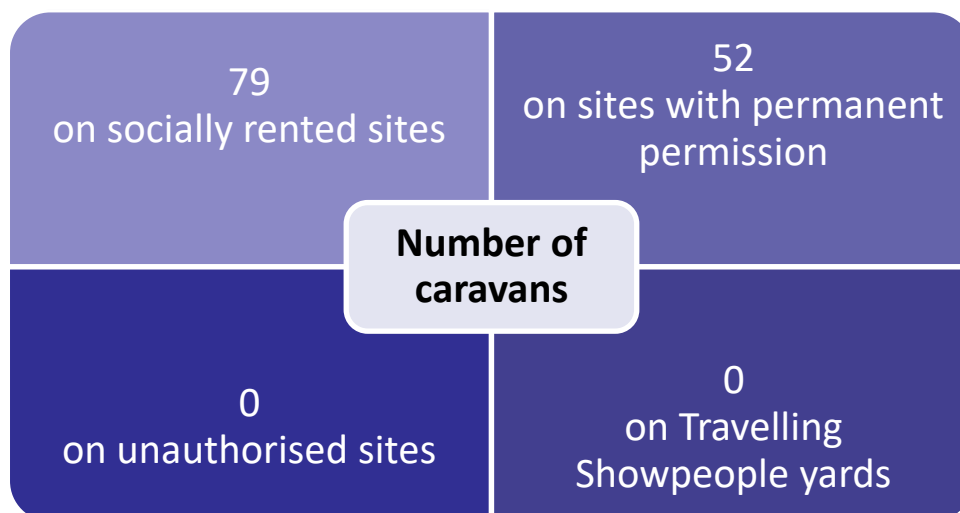 79
on socially rented sites
52
on sites with permanent
permission
Number of
caravans
0
on unauthorised sites
0
on Travelling
Showpeople yards